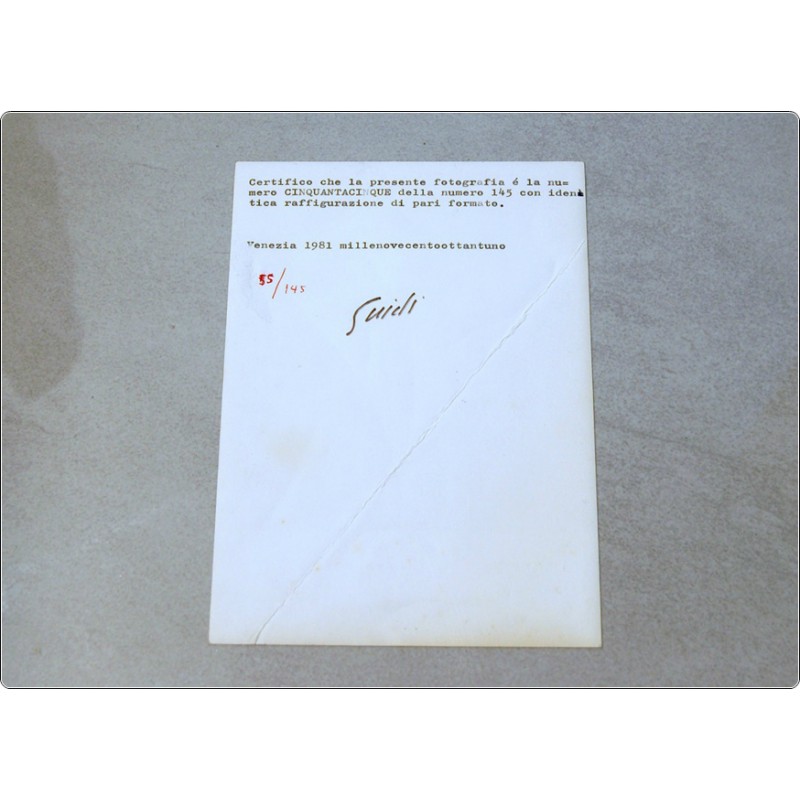 Certifico che la presente fotografia é la nu=
mero CINQUANTACINQUE della numero 145 con iden
tica raffigurazione di pari formato.
Venezia 1981 millenovecentoottantuno
55/145
Guidi